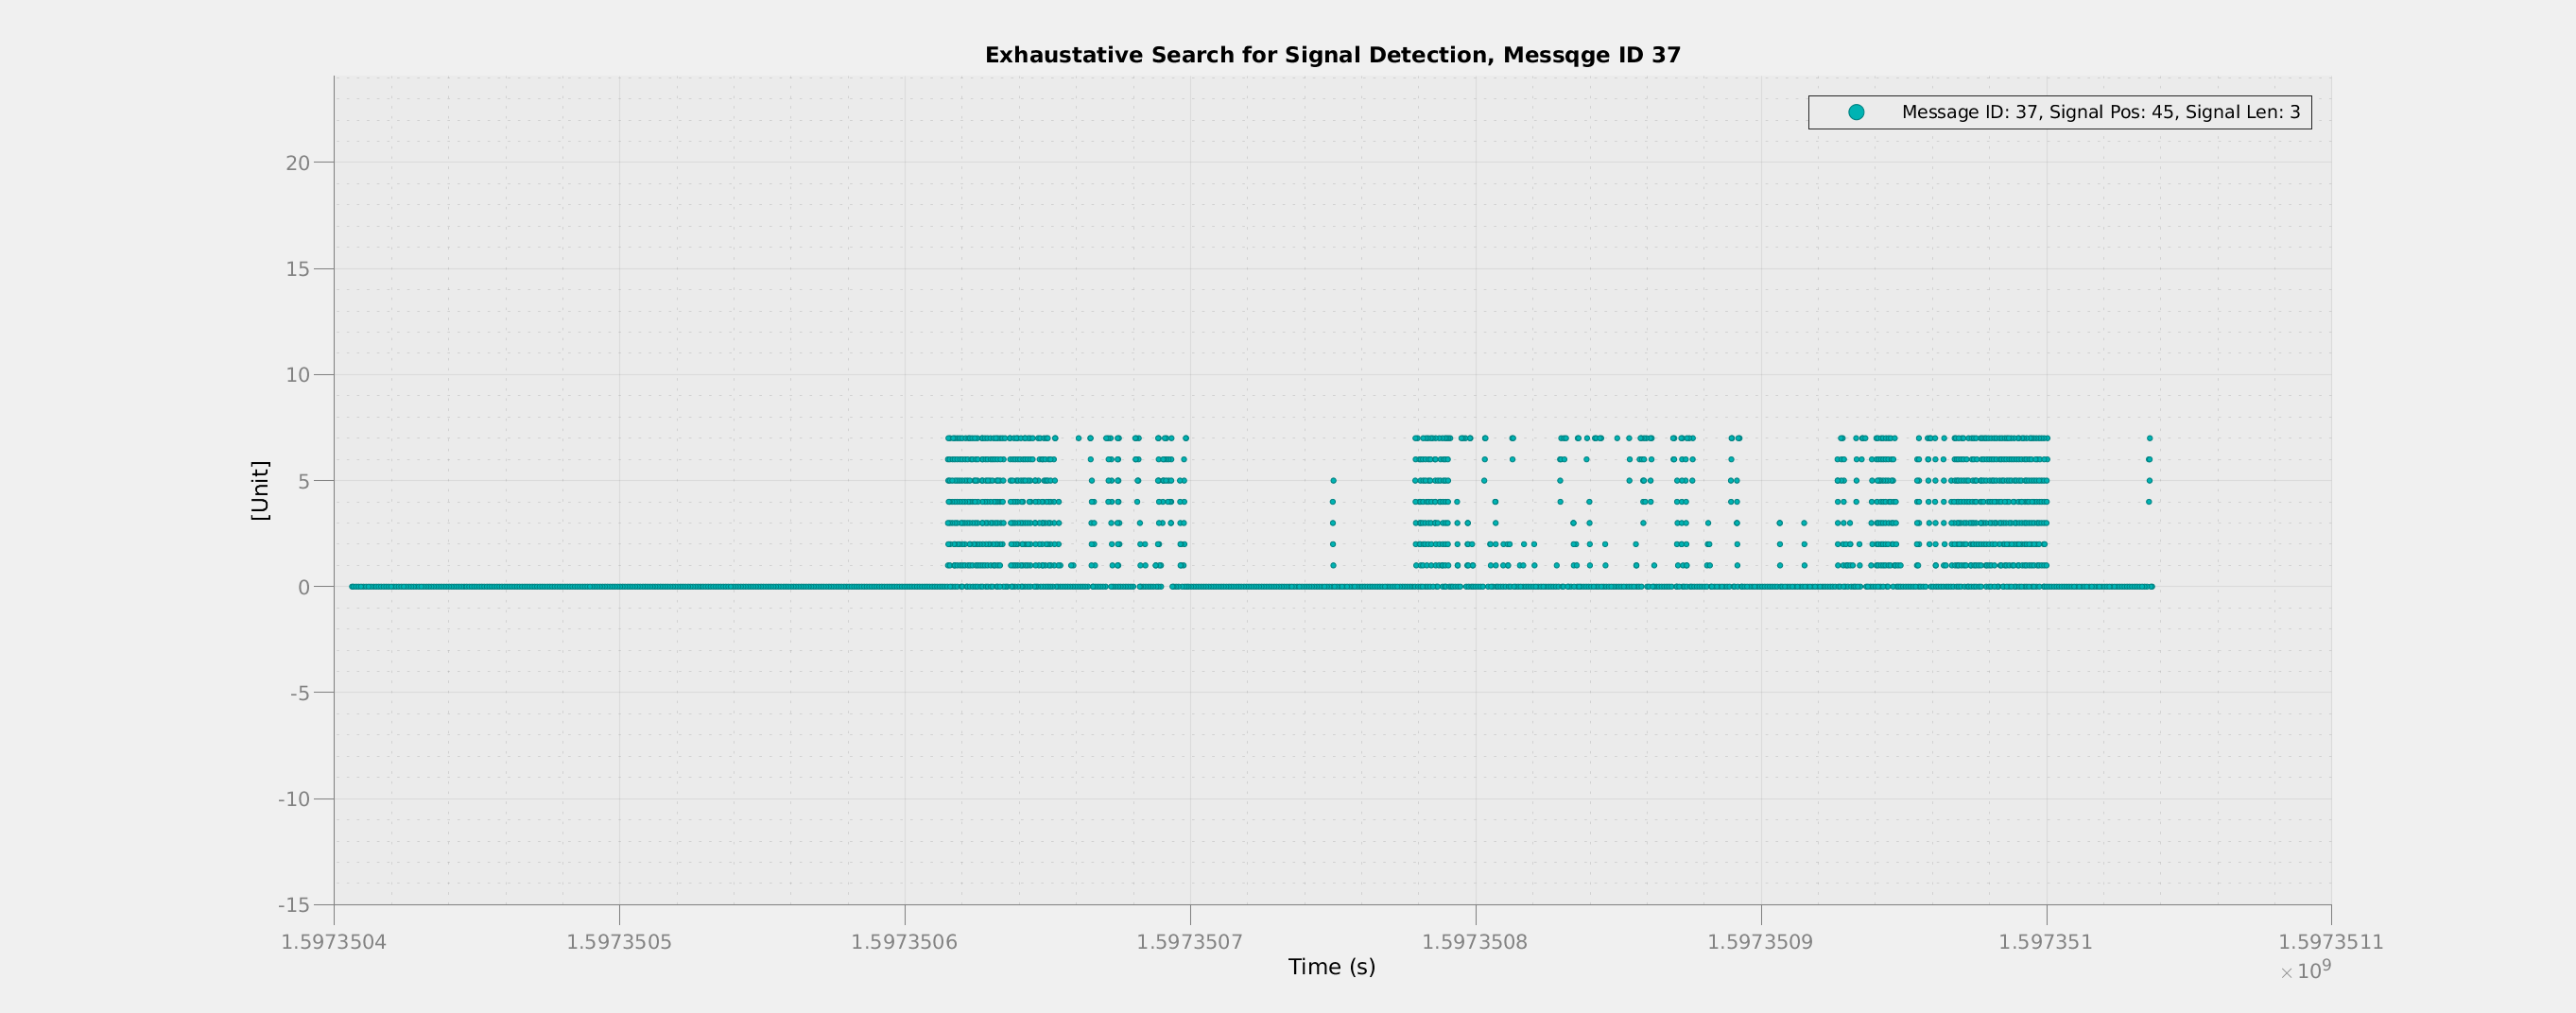 Exhaustative Search for Signal Detection, Messqge ID 37
Message ID: 37, Signal Pos: 45, Signal Len: 3
20
15
10
5
0
-5
-10
-15
[Unit]
1.5973504 1.5973505 1.5973506 1.5973507 1.5973508 1.5973509 1.597351 1.5973511
Time (s)
× 10⁹